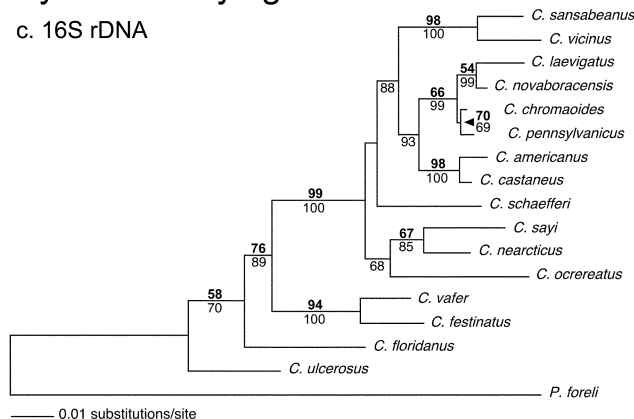 c. 16S rDNA
98
100
C. sansabeanus
C. vicinus
88
54
99
C. laevigatus
C. novaboracensis
66
99
C. chromaoides
70
69
C. pennsylvanicus
93
98
100
C. americanus
C. castaneus
99
100
C. schaefferi
67
85
C. sayi
C. nearcticus
68
C. ocrereatus
76
89
94
100
C. vafer
C. festinatus
58
70
C. floridanus
C. ulcerosus
P. foreli
0.01 substitutions/site